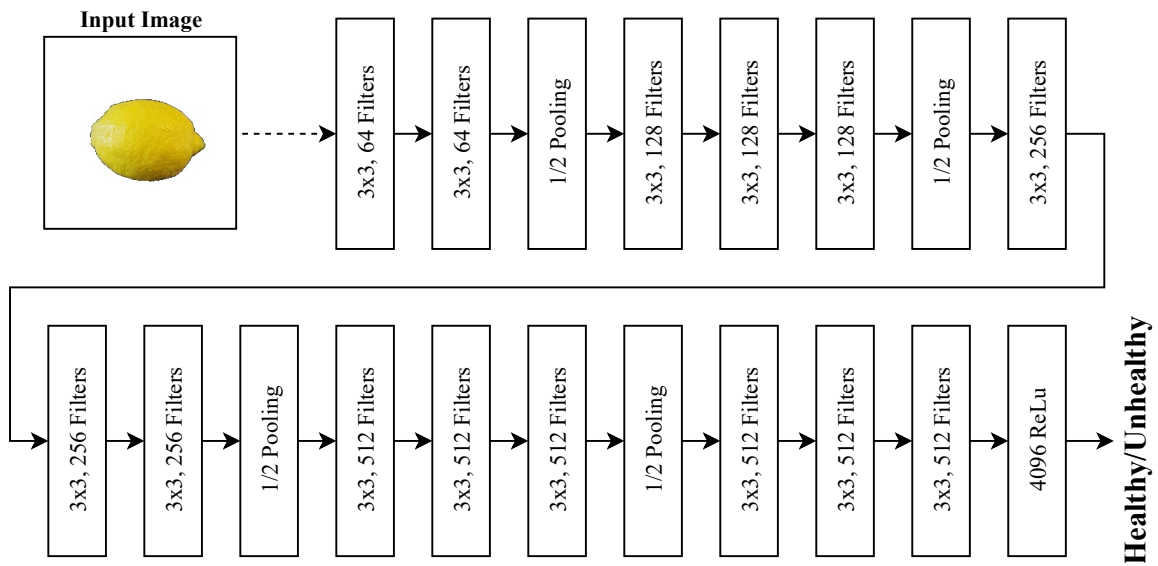 Input Image
3x3, 64 Filters
3x3, 64 Filters
1/2 Pooling
3x3, 128 Filters
3x3, 128 Filters
3x3, 128 Filters
1/2 Pooling
3x3, 256 Filters
3x3, 256 Filters
3x3, 256 Filters
1/2 Pooling
3x3, 512 Filters
3x3, 512 Filters
3x3, 512 Filters
1/2 Pooling
3x3, 512 Filters
3x3, 512 Filters
3x3, 512 Filters
4096 ReLu
Healthy/Unhealthy